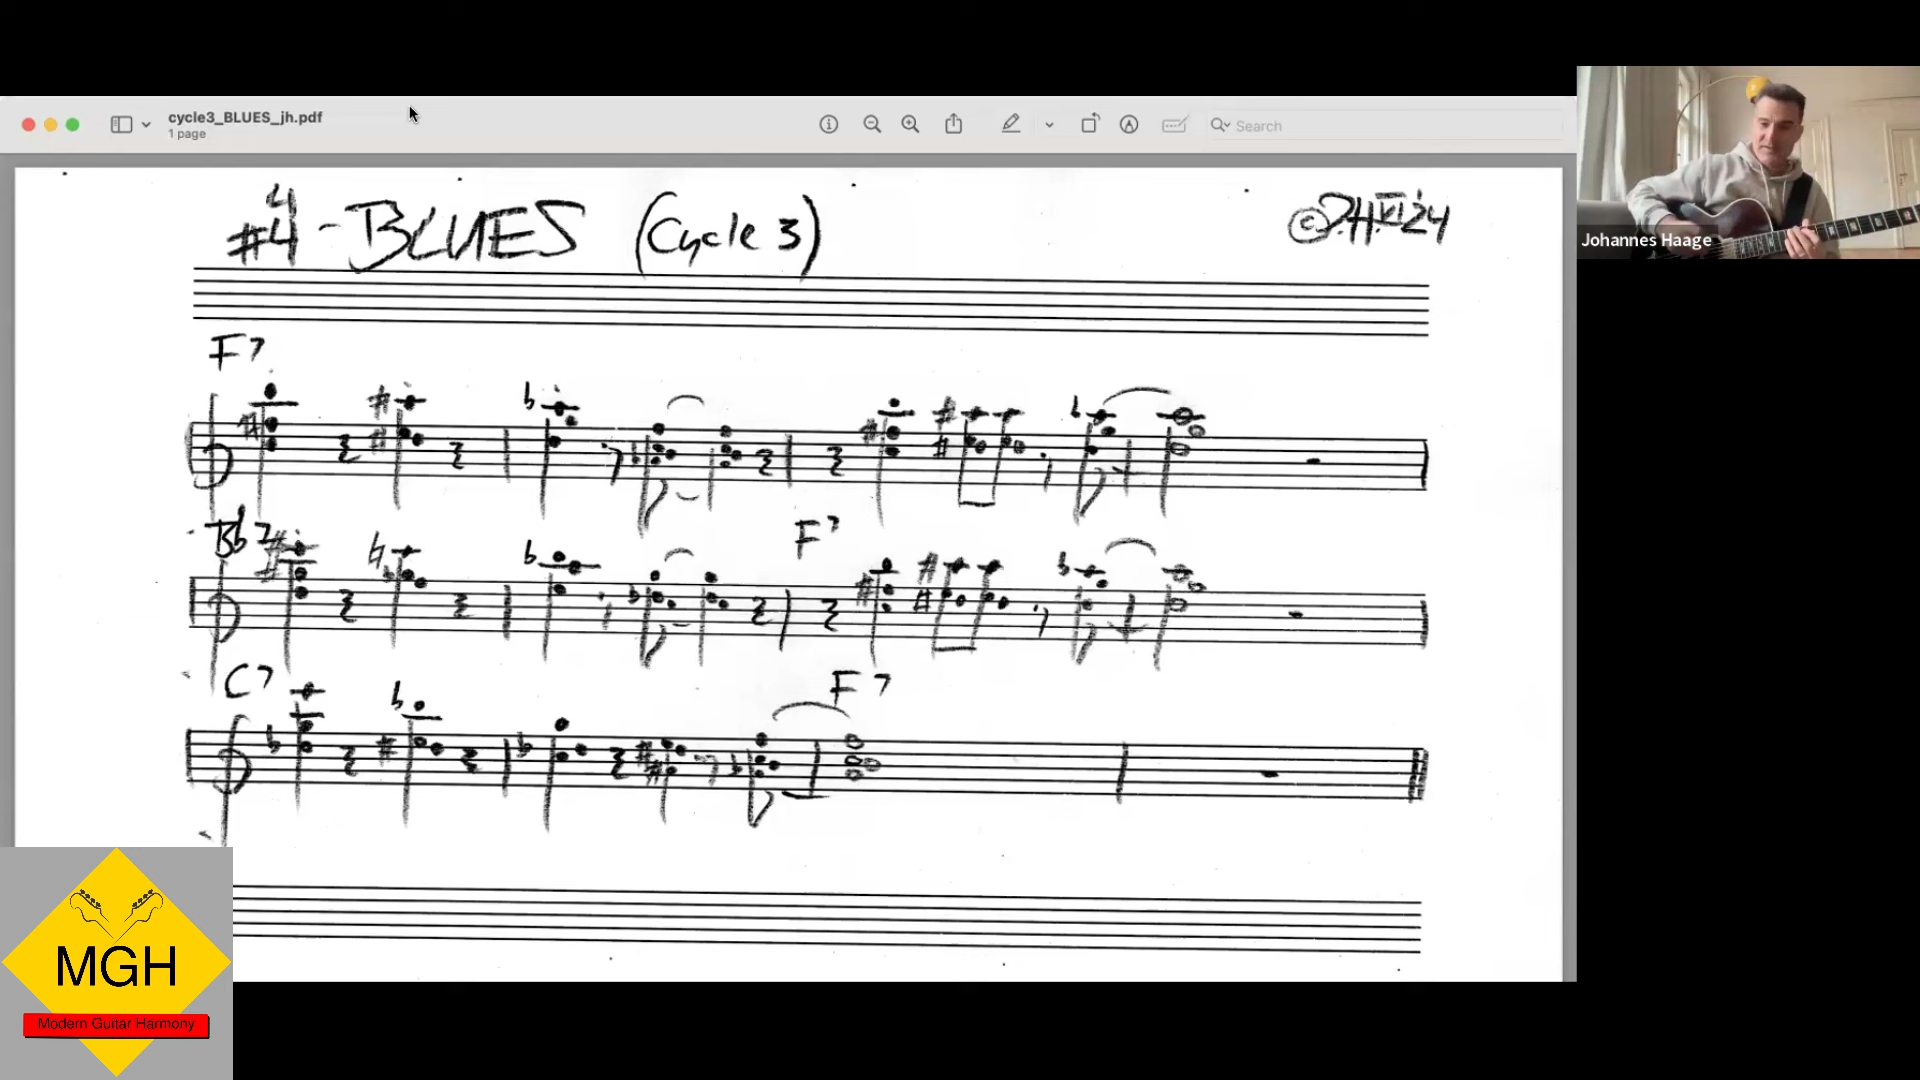 cycle3_BLUES_jh.pdf
1 page
Search
Johannes Haage
#4 - BLUES (Cycle 3)
F7
Bb7
F7
C7
F7
MGH
Modern Guitar Harmony